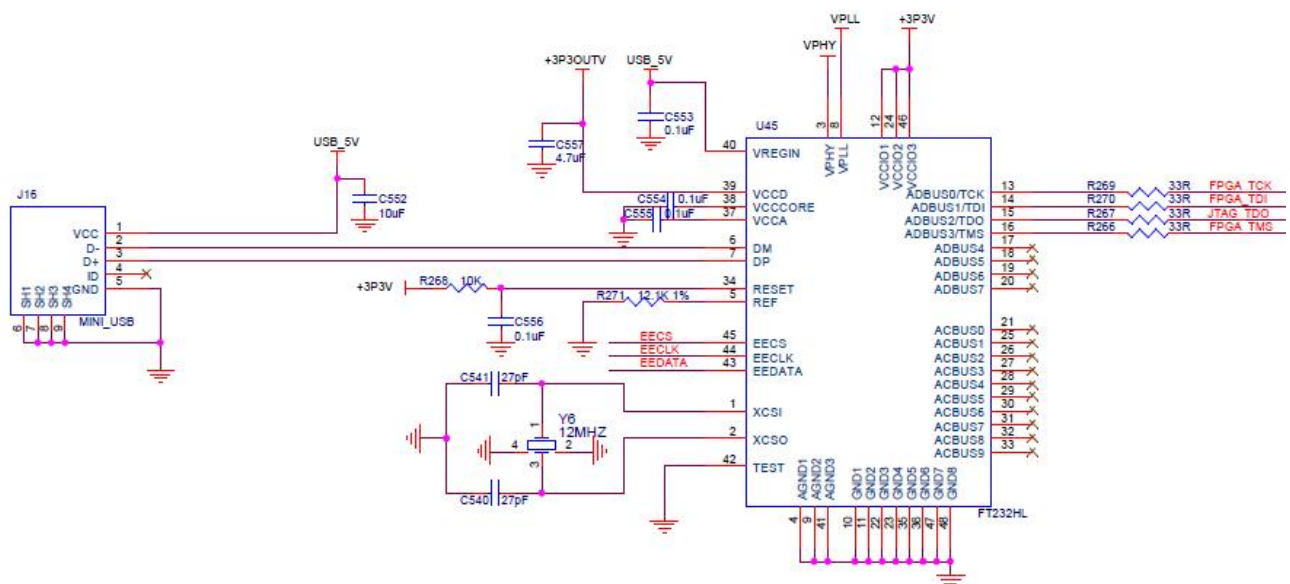 VPLL
VPHY
+3P3V
+3P3OUTV
USB_5V
C553
0.1uF
U45
C557
4.7uF
3
8
12
24
46
VPHY
VPLL
VCCIO1
VCCIO2
VCCIO3
40
VREGIN
USB_5V
C552
10uF
J16
39
VCCD
38
VCCCORE
37
VCCA
C554
0.1uF
C555
0.1uF
13
ADBUS0/TCK
R269
33R
FPGA_TCK
14
ADBUS1/TDI
R270
33R
FPGA_TDI
15
ADBUS2/TDO
R267
33R
JTAG_TDO
16
ADBUS3/TMS
R266
33R
FPGA_TMS
17
ADBUS4
18
ADBUS5
19
ADBUS6
20
ADBUS7
VCC
1
D-
2
D+
3
ID
4
GND
5
SH1
SH2
SH3
SH4
6
7
8
9
MINI_USB
6
DM
7
DP
+3P3V
R268
10K
34
RESET
R271
12.1K 1%
5
REF
C556
0.1uF
EECS
45
EECS
EECLK
44
EECLK
EEDATA
43
EEDATA
21
ACBUS0
25
ACBUS1
26
ACBUS2
27
ACBUS3
28
ACBUS4
29
ACBUS5
30
ACBUS6
31
ACBUS7
32
ACBUS8
33
ACBUS9
C541
27pF
1
XCSI
Y6
12MHZ
1
4
2
3
2
XCSO
42
TEST
C540
27pF
AGND1
AGND2
AGND3
GND1
GND2
GND3
GND4
GND5
GND6
GND7
GND8
4
9
41
10
11
22
23
35
36
47
48
FT232HL